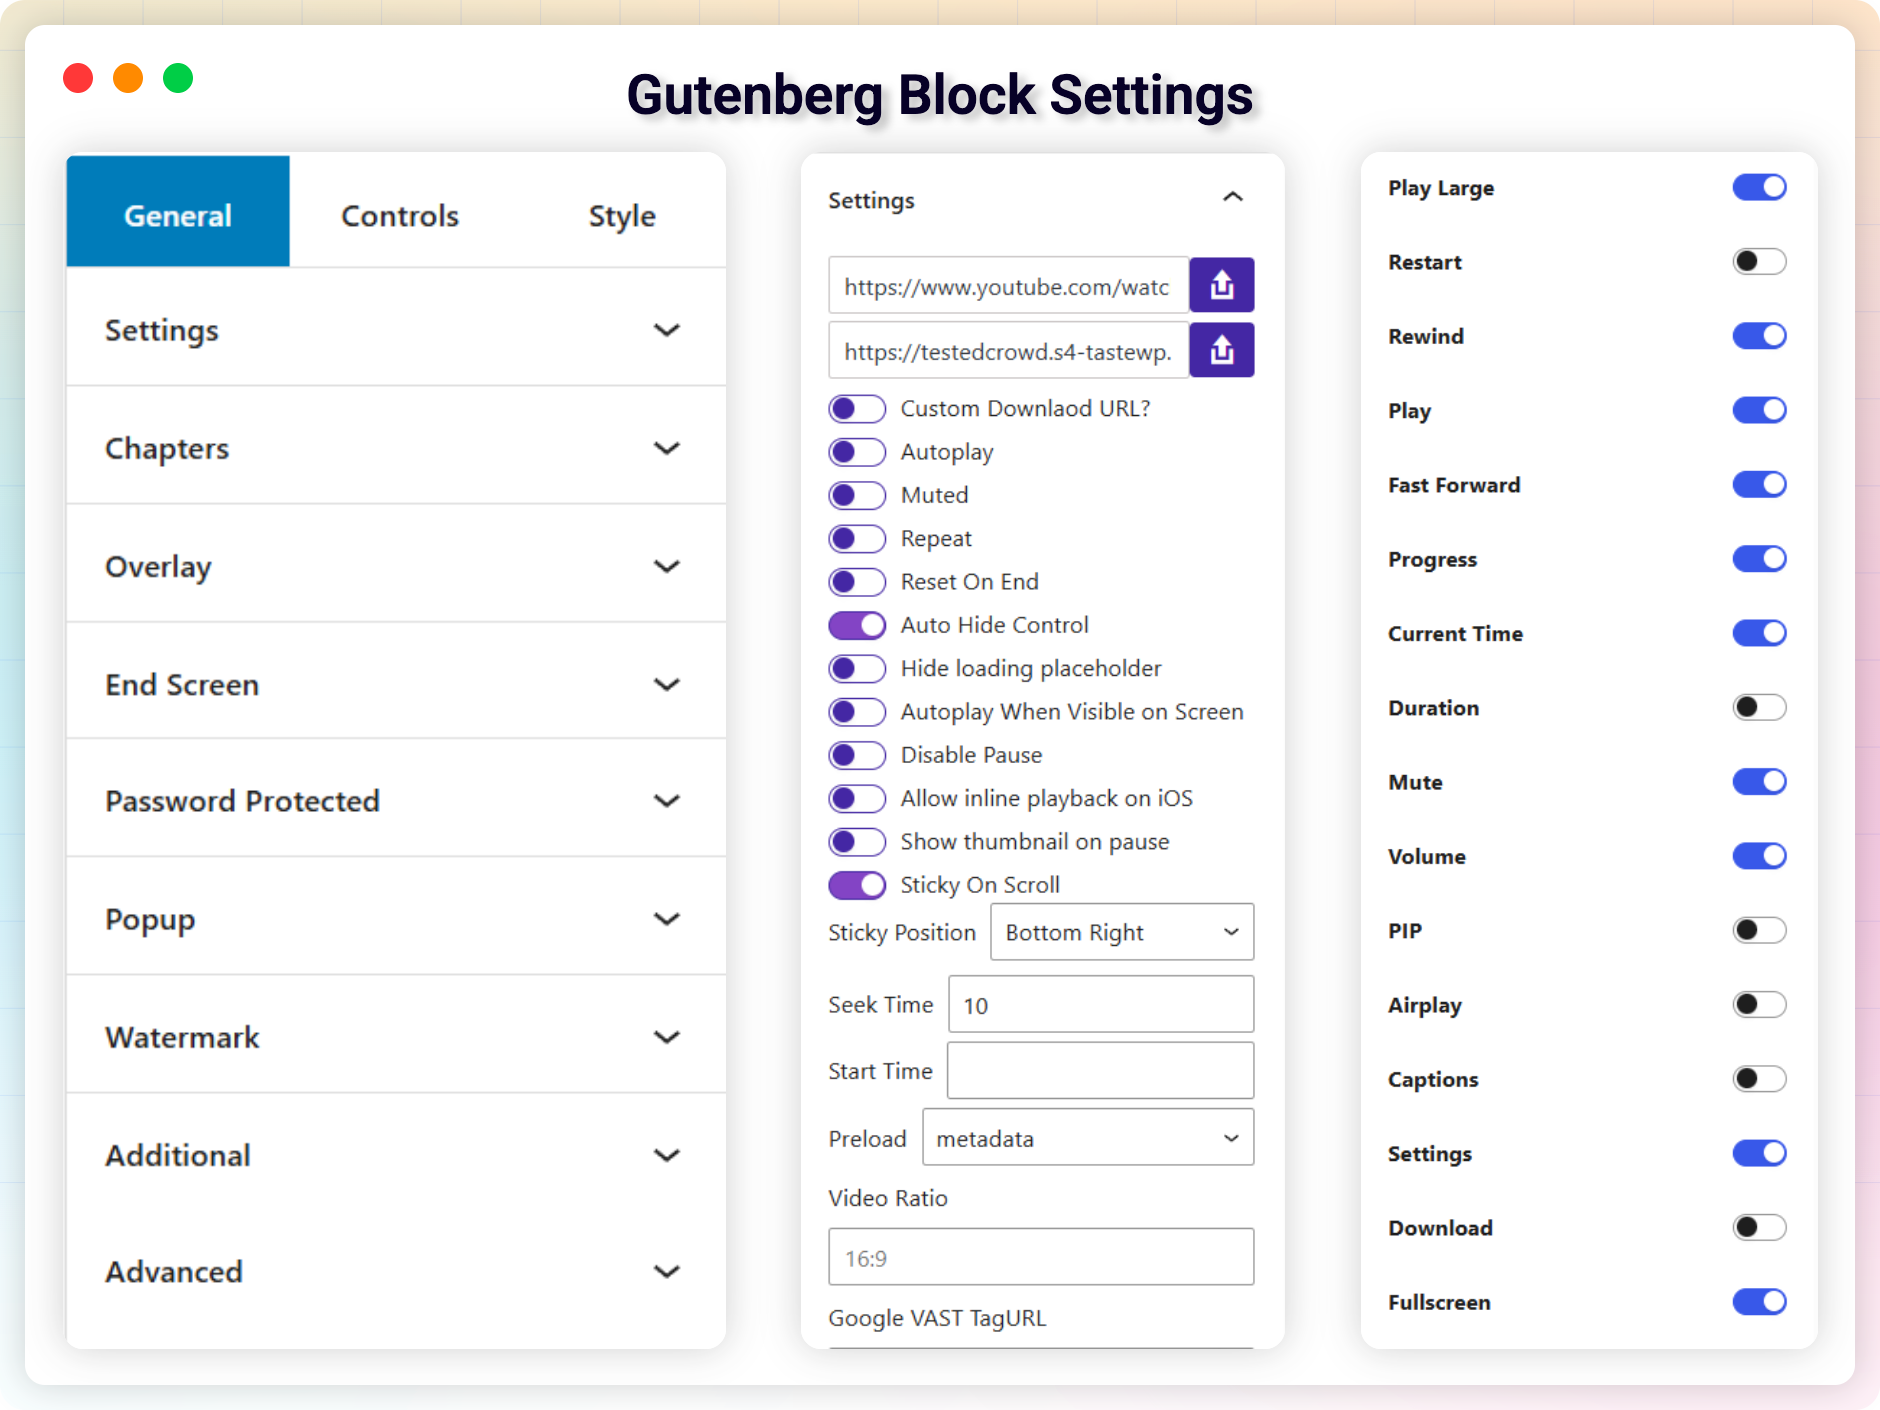 Gutenberg Block Settings
General Controls Style
Settings
Chapters
Overlay
End Screen
Password Protected
Popup
Watermark
Additional
Advanced
Settings
https://www.youtube.com/watc
https://testedcrowd.s4-tastewp.
Custom Downlaod URL?
Autoplay
Muted
Repeat
Reset On End
Auto Hide Control
Hide loading placeholder
Autoplay When Visible on Screen
Disable Pause
Allow inline playback on iOS
Show thumbnail on pause
Sticky On Scroll
Sticky Position Bottom Right
Seek Time 10
Start Time
Preload metadata
Video Ratio
16:9
Google VAST TagURL
Play Large
Restart
Rewind
Play
Fast Forward
Progress
Current Time
Duration
Mute
Volume
PIP
Airplay
Captions
Settings
Download
Fullscreen